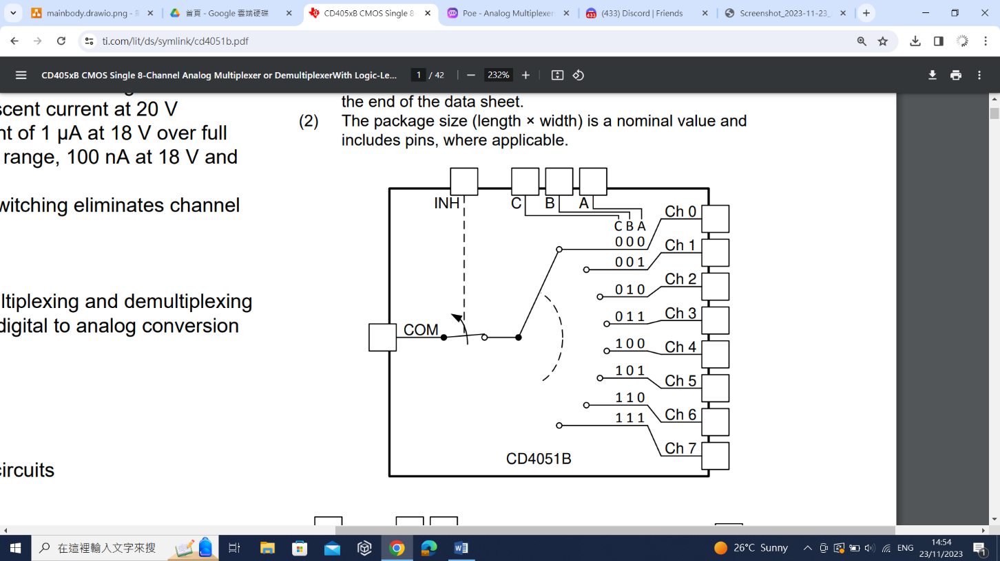 mainbody.drawio.png -
首頁 - Google 雲端硬碟
CD405xB CMOS Single 8-
Poe - Analog Multiplexer
(433) Discord | Friends
Screenshot_2023-11-23_
ti.com/lit/ds/symlink/cd4051b.pdf
CD405xB CMOS Single 8-Channel Analog Multiplexer or DemultiplexerWith Logic-Le...
1 / 42
232%
scent current at 20 V
nt of 1 µA at 18 V over full
range, 100 nA at 18 V and
witching eliminates channel
ltiplexing and demultiplexing
digital to analog conversion
circuits
the end of the data sheet.
(2) The package size (length × width) is a nominal value and
includes pins, where applicable.
INH C B A
C B A
Ch 0
0 0 0
Ch 1
0 0 1
Ch 2
0 1 0
Ch 3
0 1 1
COM
Ch 4
1 0 0
Ch 5
1 0 1
Ch 6
1 1 0
Ch 7
1 1 1
CD4051B
在這裡輸入文字來搜
26°C Sunny
ENG
14:54
23/11/2023
1